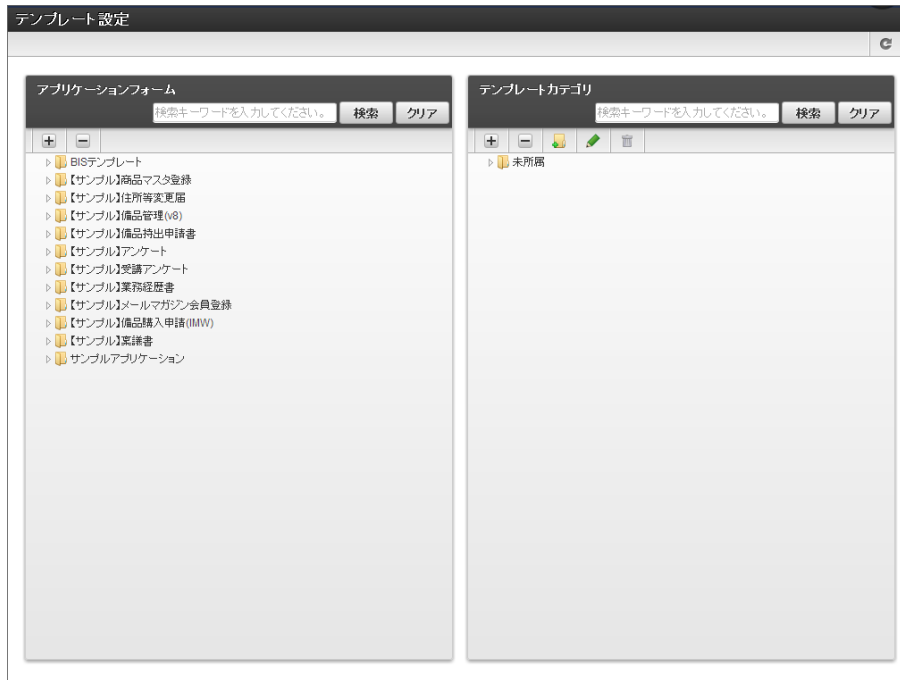 テンプレート設定
アプリケーションフォーム
検索キーワードを入力してください。 検索 クリア
BISテンプレート
【サンプル】商品マスタ登録
【サンプル】住所等変更届
【サンプル】備品管理(v8)
【サンプル】備品持出申請書
【サンプル】アンケート
【サンプル】受講アンケート
【サンプル】業務経歴書
【サンプル】メールマガジン会員登録
【サンプル】備品購入申請(IMW)
【サンプル】稟議書
サンプルアプリケーション
テンプレートカテゴリ
検索キーワードを入力してください。 検索 クリア
未所属